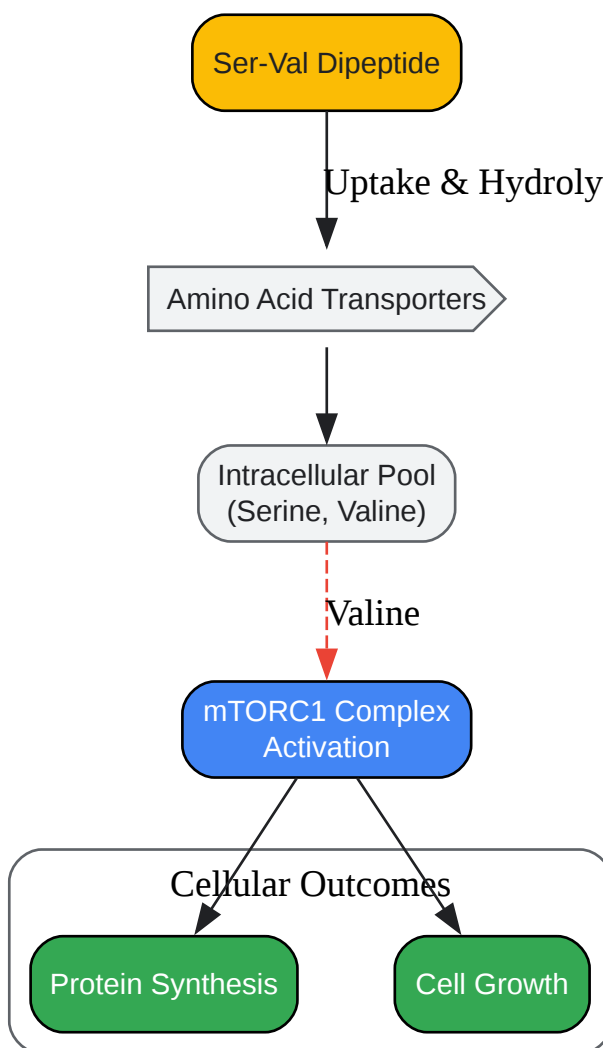 Ser-Val Dipeptide
Uptake & Hydroly
Amino Acid Transporters
Intracellular Pool
(Serine, Valine)
Valine
mTORC1 Complex
Activation
Cellular Outcomes
Protein Synthesis
Cell Growth